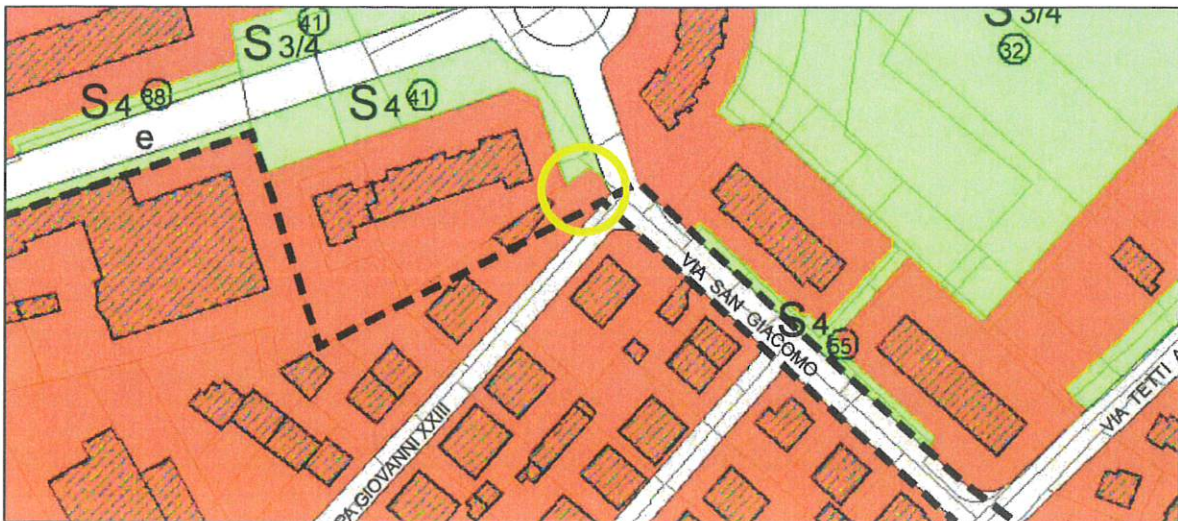 S 3/4 41
S 3/4 32
S 4 38
S 4 41
e
VIA SAN GIACOMO
S 4 55
PA GIOVANNI XXIII
VIA TETTI A